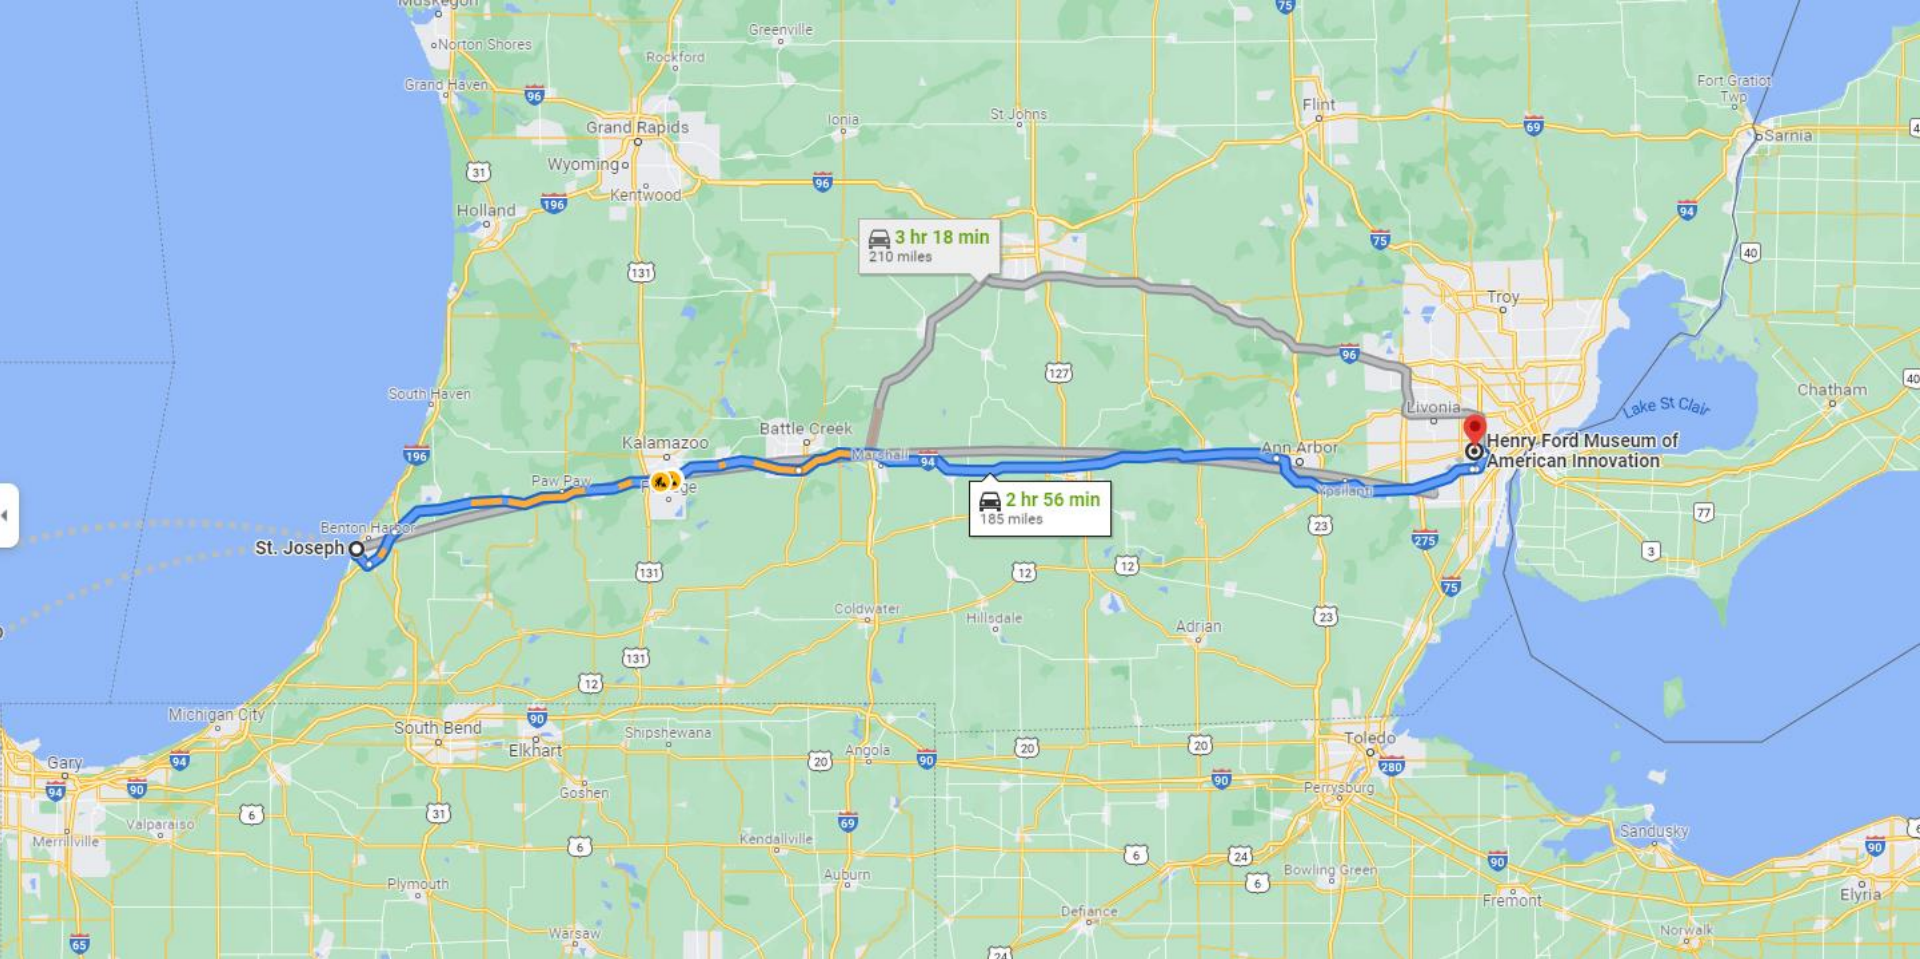 Muskegon
75
Greenville
Norton Shores
Rockford
Grand Haven
96
Fort Gratiot
Twp
Flint
Ionia
St Johns
69
Grand Rapids
Sarnia
4
Wyoming
31
96
Kentwood
196
Holland
94
3 hr 18 min
210 miles
75
40
131
Troy
96
127
South Haven
Chatham
40
Livonia
Lake St Clair
Battle Creek
Kalamazoo
Henry Ford Museum of
American Innovation
Ann Arbor
196
Marshall
94
Paw Paw
Ypsilanti
2 hr 56 min
185 miles
77
Benton Harbor
23
275
St. Joseph
3
131
12
12
75
Coldwater
Hillsdale
23
Adrian
131
12
Michigan City
90
South Bend
Shipshewana
Elkhart
Toledo
20
20
Angola
94
20
90
280
Gary
90
94
90
Perrysburg
Goshen
31
6
69
Valparaiso
Sandusky
Merrillville
Kendallville
6
90
6
24
90
Auburn
Bowling Green
6
Plymouth
Elyria
Fremont
Defiance
Warsaw
Norwalk
65
24